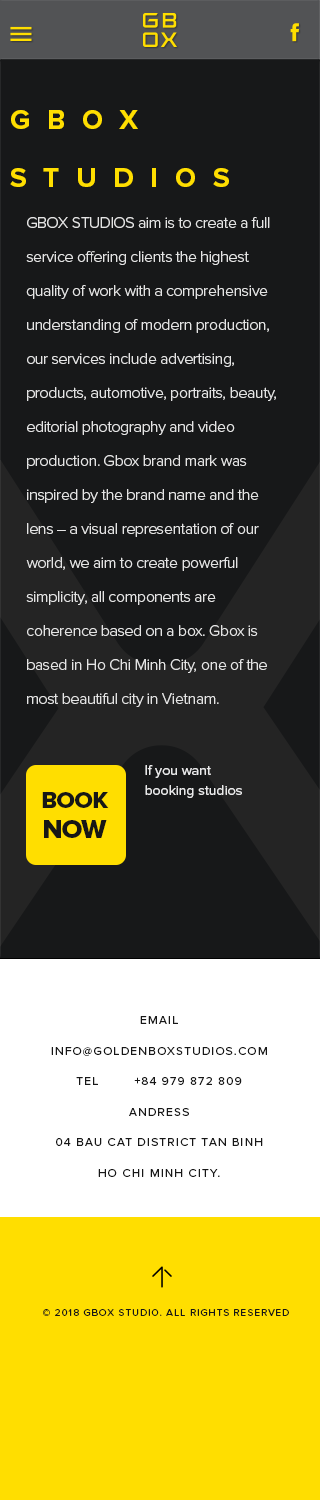 GB
OX
f
GBOX
STUDIOS
GBOX STUDIOS aim is to create a full
service offering clients the highest
quality of work with a comprehensive
understanding of modern production,
our services include advertising,
products, automotive, portraits, beauty,
editorial photography and video
production. Gbox brand mark was
inspired by the brand name and the
lens – a visual representation of our
world, we aim to create powerful
simplicity, all components are
coherence based on a box. Gbox is
based in Ho Chi Minh City, one of the
most beautiful city in Vietnam.
BOOK
NOW
If you want
booking studios
EMAIL
INFO@GOLDENBOXSTUDIOS.COM
TEL +84 979 872 809
ANDRESS
04 BAU CAT DISTRICT TAN BINH
HO CHI MINH CITY.
© 2018 GBOX STUDIO. ALL RIGHTS RESERVED